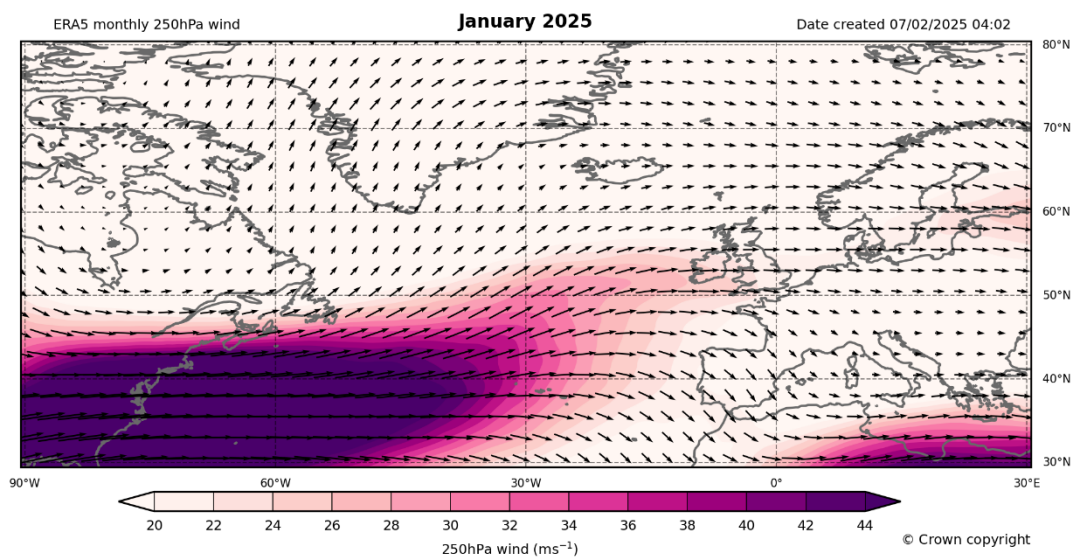 ERA5 monthly 250hPa wind
January 2025
Date created 07/02/2025 04:02
80°N
70°N
60°N
50°N
40°N
30°N
90°W 60°W 30°W 0° 30°E
20 22 24 26 28 30 32 34 36 38 40 42 44
250hPa wind (ms⁻¹)
© Crown copyright